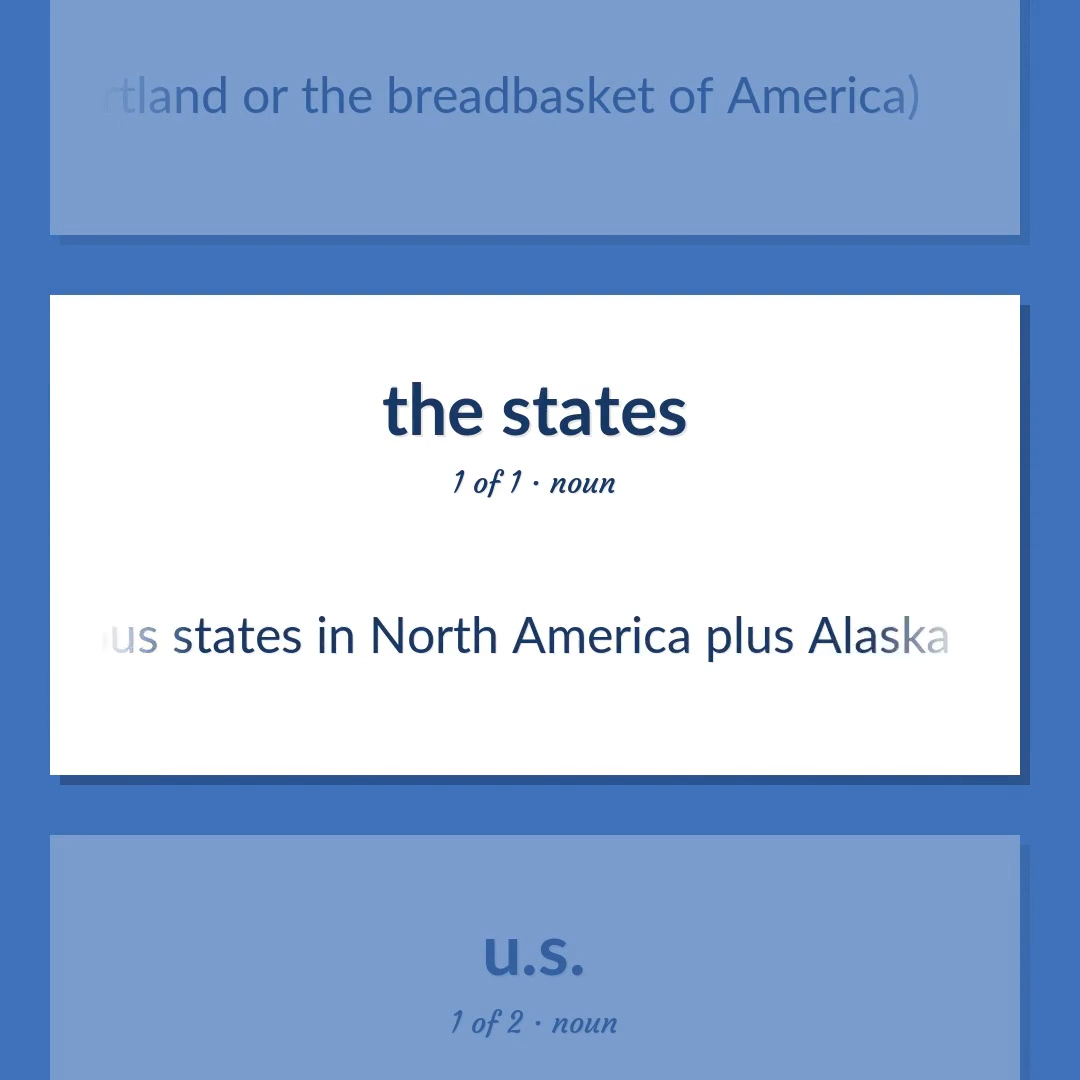 rtland or the breadbasket of America)
the states
1 of 1 · noun
us states in North America plus Alaska
u.s.
1 of 2 · noun